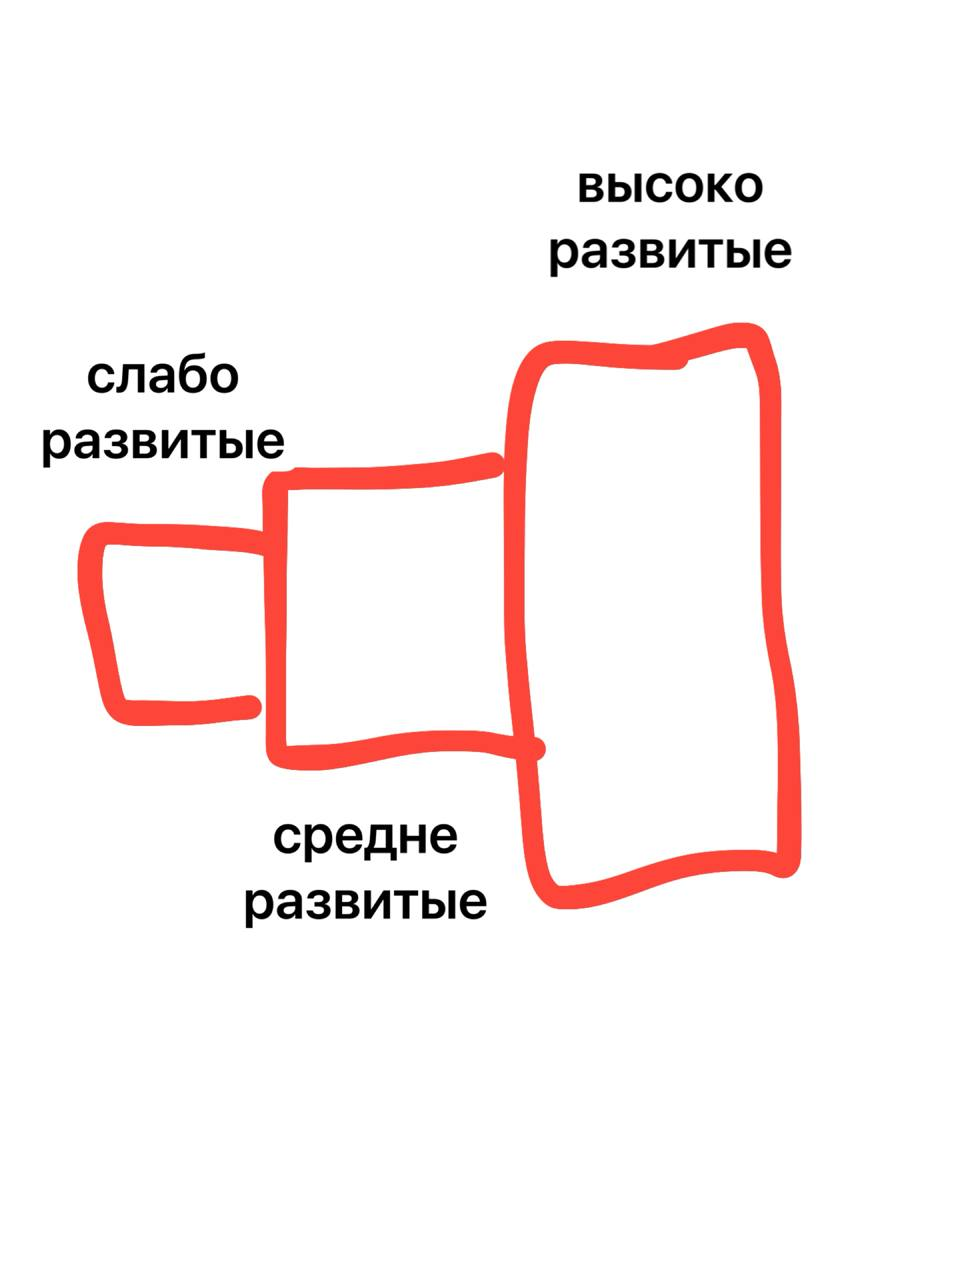 высоко
развитые
слабо
развитые
средне
развитые